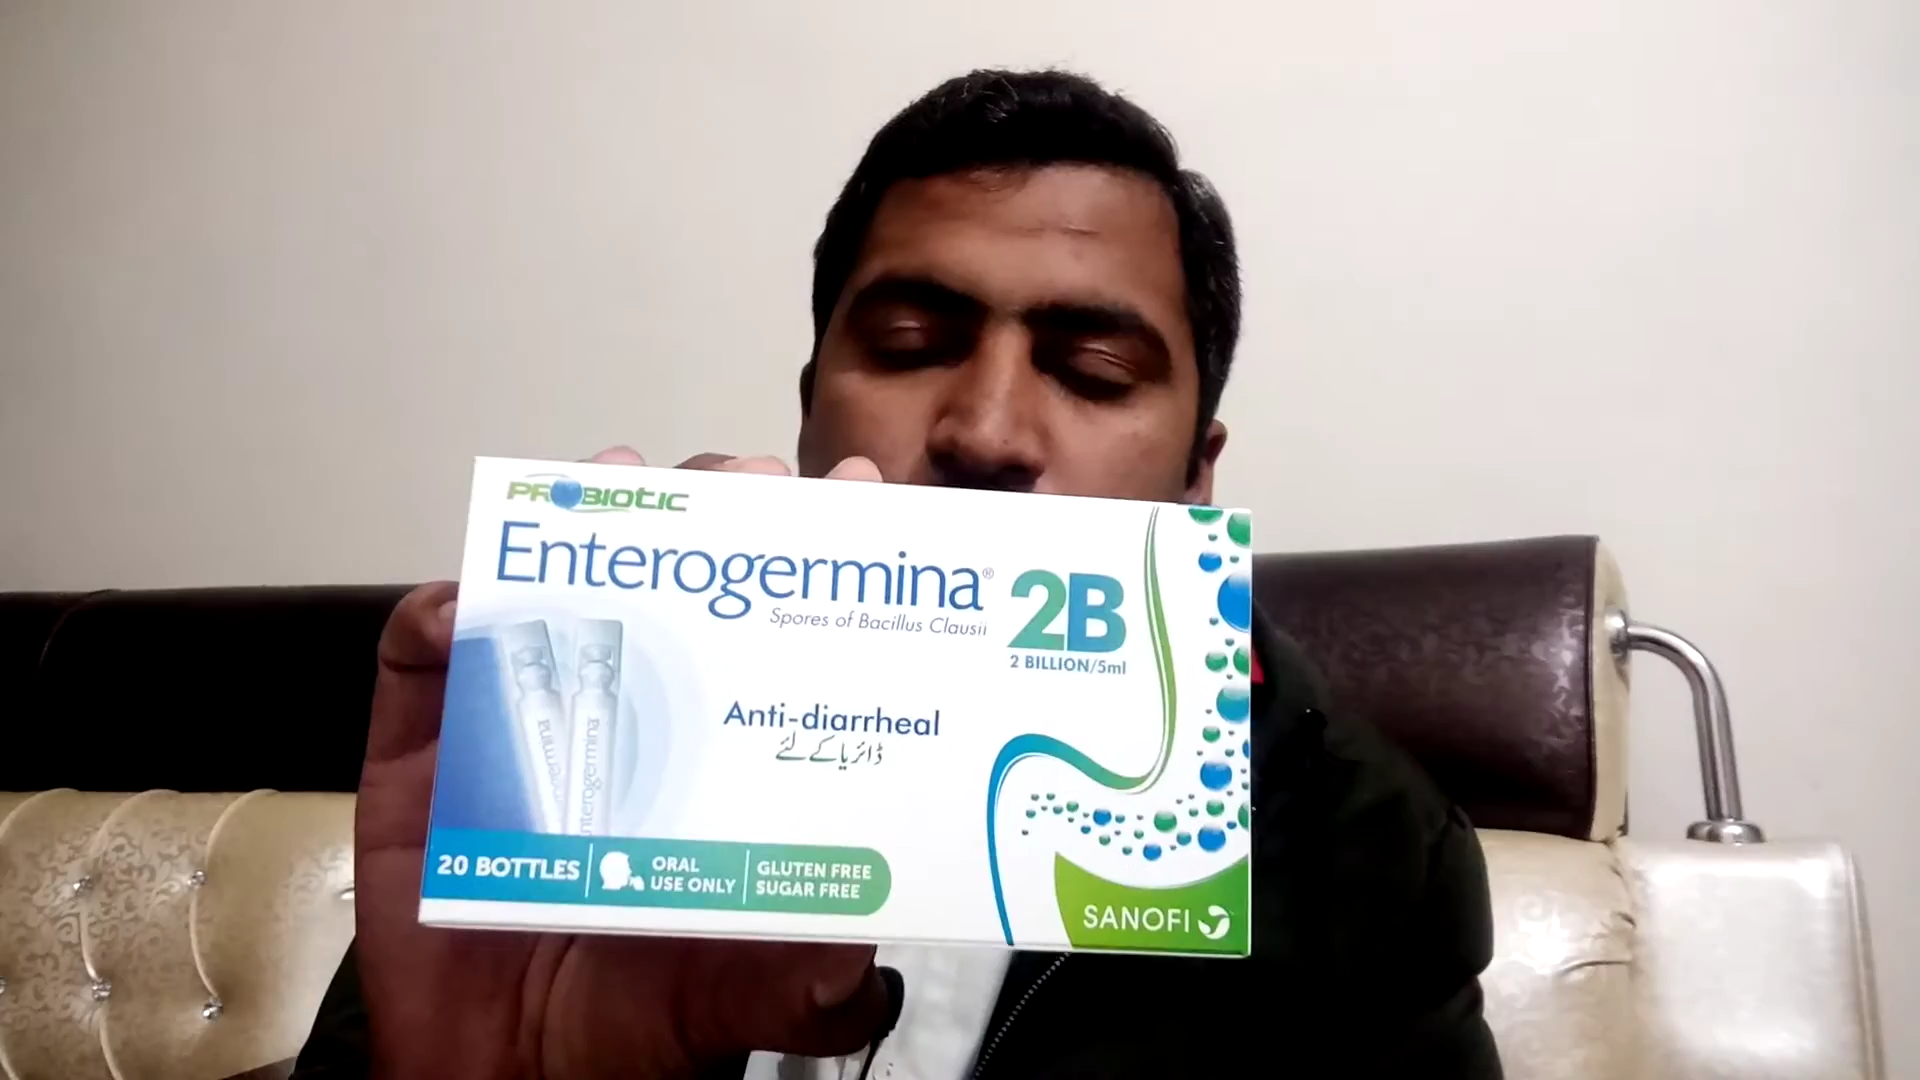 PROBIOTIC
Enterogermina® 2B
Spores of Bacillus Clausii
2 BILLION/5ml
Anti-diarrheal
ڈائریا کے لئے
enterogermina
20 BOTTLES
ORAL
USE ONLY
GLUTEN FREE
SUGAR FREE
SANOFI